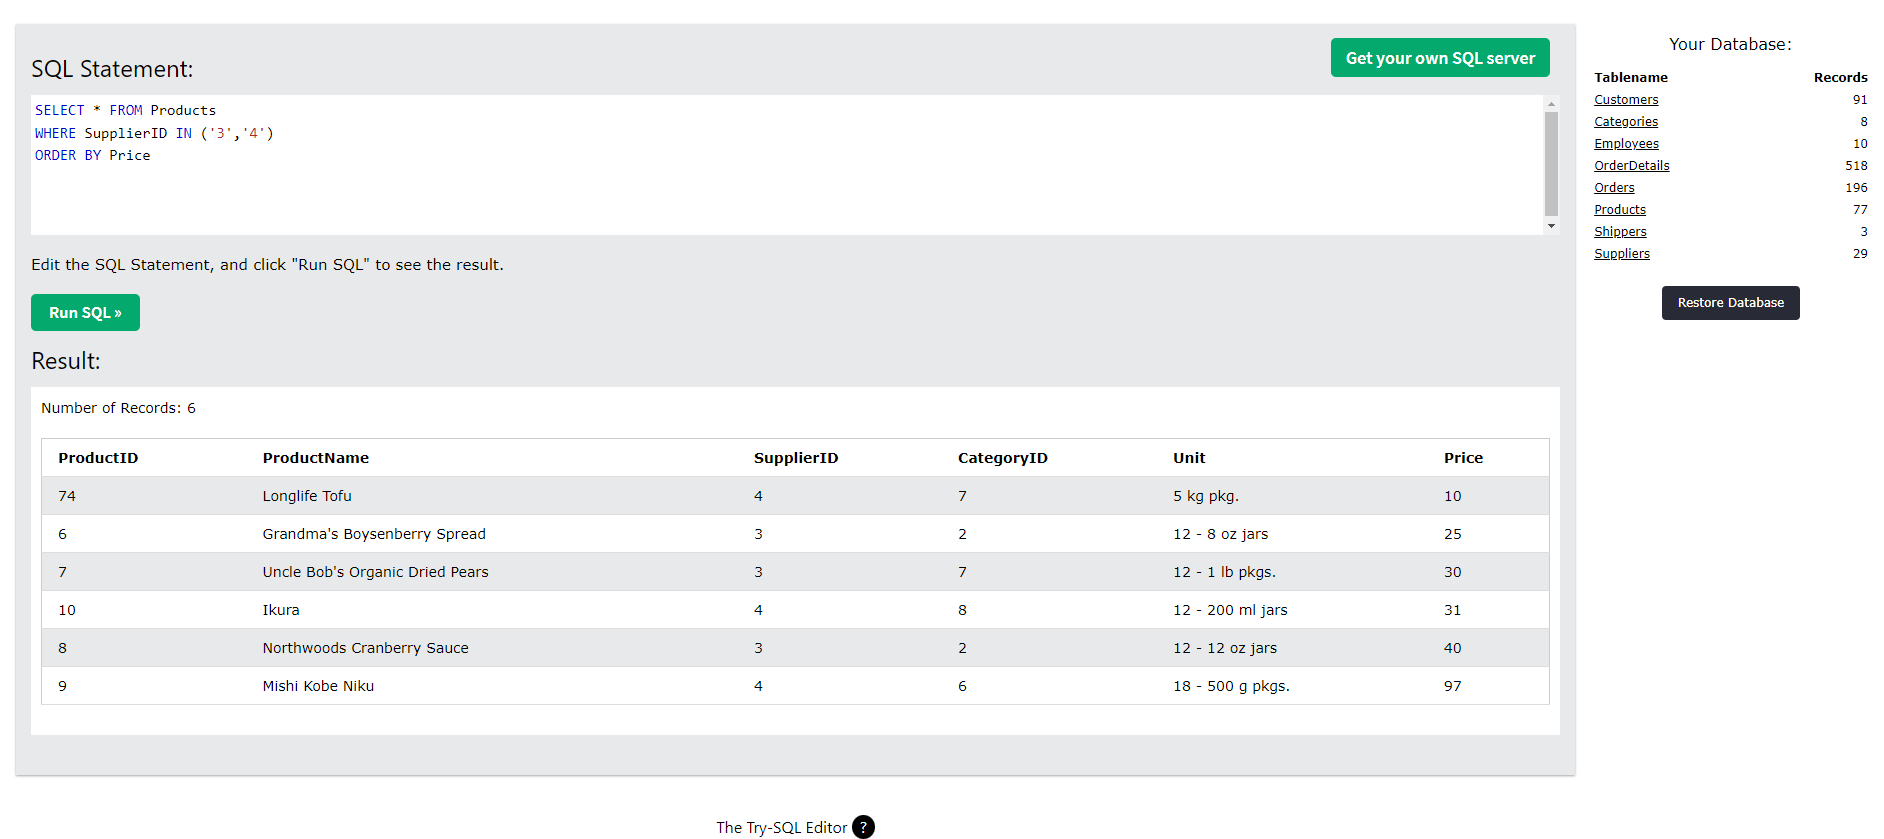 SQL Statement:
Get your own SQL server
SELECT * FROM Products
WHERE SupplierID IN ('3','4')
ORDER BY Price
Edit the SQL Statement, and click "Run SQL" to see the result.
Run SQL »
Result:
Number of Records: 6
ProductID ProductName SupplierID CategoryID Unit Price
74 Longlife Tofu 4 7 5 kg pkg. 10
6 Grandma's Boysenberry Spread 3 2 12 - 8 oz jars 25
7 Uncle Bob's Organic Dried Pears 3 7 12 - 1 lb pkgs. 30
10 Ikura 4 8 12 - 200 ml jars 31
8 Northwoods Cranberry Sauce 3 2 12 - 12 oz jars 40
9 Mishi Kobe Niku 4 6 18 - 500 g pkgs. 97
Your Database:
Tablename Records
Customers 91
Categories 8
Employees 10
OrderDetails 518
Orders 196
Products 77
Shippers 3
Suppliers 29
Restore Database
The Try-SQL Editor ?